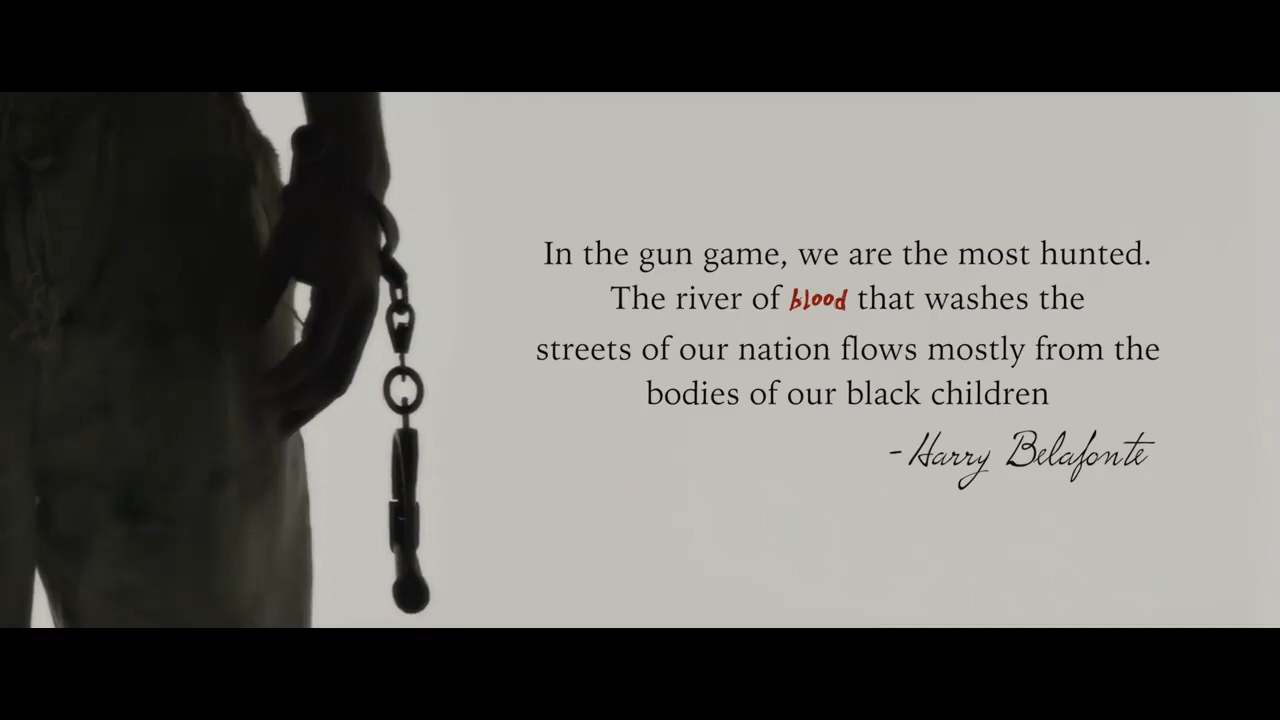 In the gun game, we are the most hunted.
The river of blood that washes the
streets of our nation flows mostly from the
bodies of our black children
-Harry Belafonte